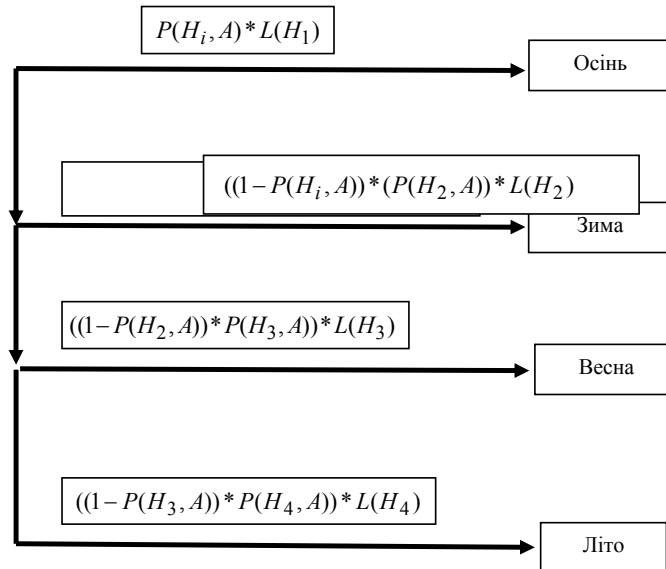 P(H_i, A) * L(H_1)
Осінь
((1 − P(H_i, A)) * (P(H_2, A)) * L(H_2)
Зима
((1 − P(H_2, A)) * P(H_3, A)) * L(H_3)
Весна
((1 − P(H_3, A)) * P(H_4, A)) * L(H_4)
Літо